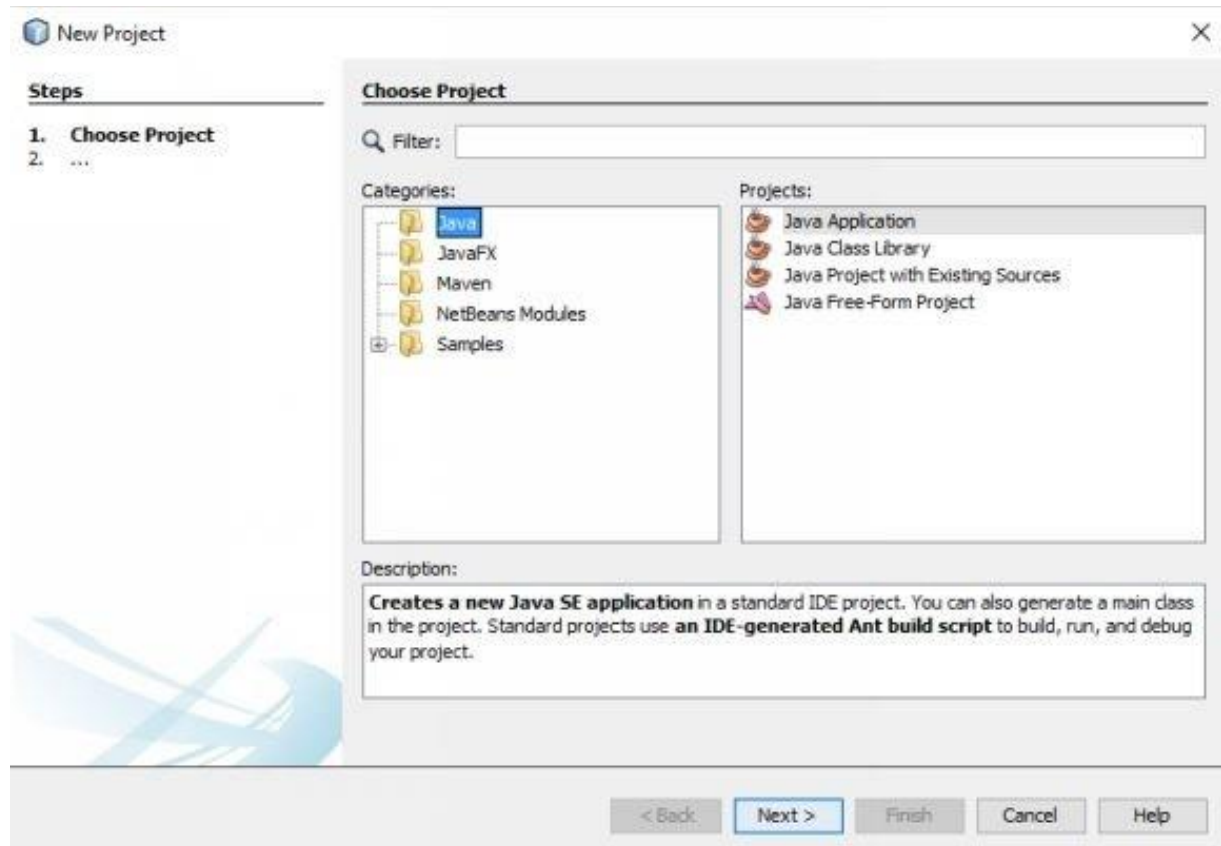 New Project
Steps
1. Choose Project
2. ...
Choose Project
Filter:
Categories:
Java
JavaFX
Maven
NetBeans Modules
Samples
Projects:
Java Application
Java Class Library
Java Project with Existing Sources
Java Free-Form Project
Description:
Creates a new Java SE application in a standard IDE project. You can also generate a main class
in the project. Standard projects use an IDE-generated Ant build script to build, run, and debug
your project.
< Back Next > Finish Cancel Help